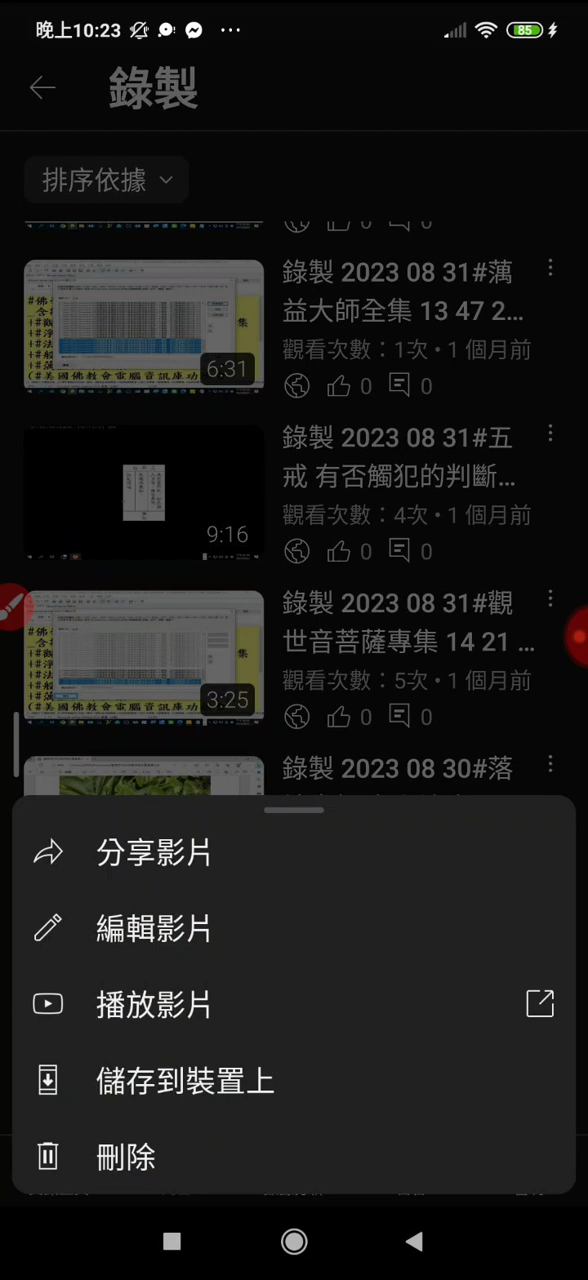 晚上10:23
85
錄製
排序依據
0 0
6:31
錄製 2023 08 31#蕅
益大師全集 13 47 2...
觀看次數：1次 • 1 個月前
0 0
9:16
錄製 2023 08 31#五
戒 有否觸犯的判斷...
觀看次數：4次 • 1 個月前
0 0
3:25
錄製 2023 08 31#觀
世音菩薩專集 14 21 ...
觀看次數：5次 • 1 個月前
0 0
錄製 2023 08 30#落
分享影片
編輯影片
播放影片
儲存到裝置上
刪除